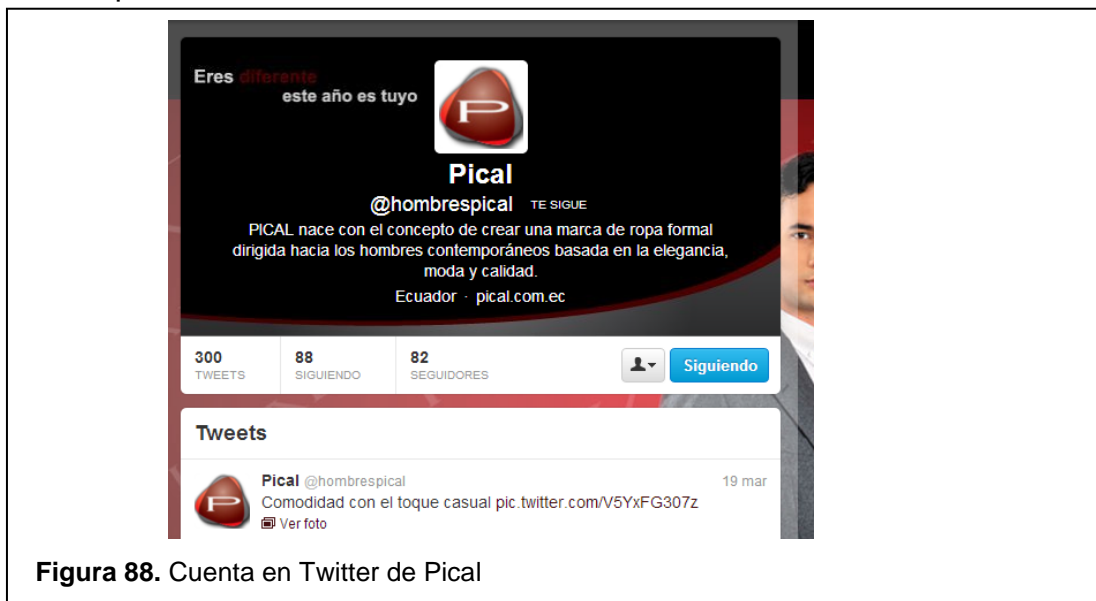 Eres diferente
este año es tuyo
P
Pical
@hombrespical TE SIGUE
PICAL nace con el concepto de crear una marca de ropa formal
dirigida hacia los hombres contemporáneos basada en la elegancia,
moda y calidad.
Ecuador · pical.com.ec
300 88 82
TWEETS SIGUIENDO SEGUIDORES
Siguiendo
Tweets
P
Pical @hombrespical 19 mar
Comodidad con el toque casual pic.twitter.com/V5YxFG307z
Ver foto
Figura 88. Cuenta en Twitter de Pical